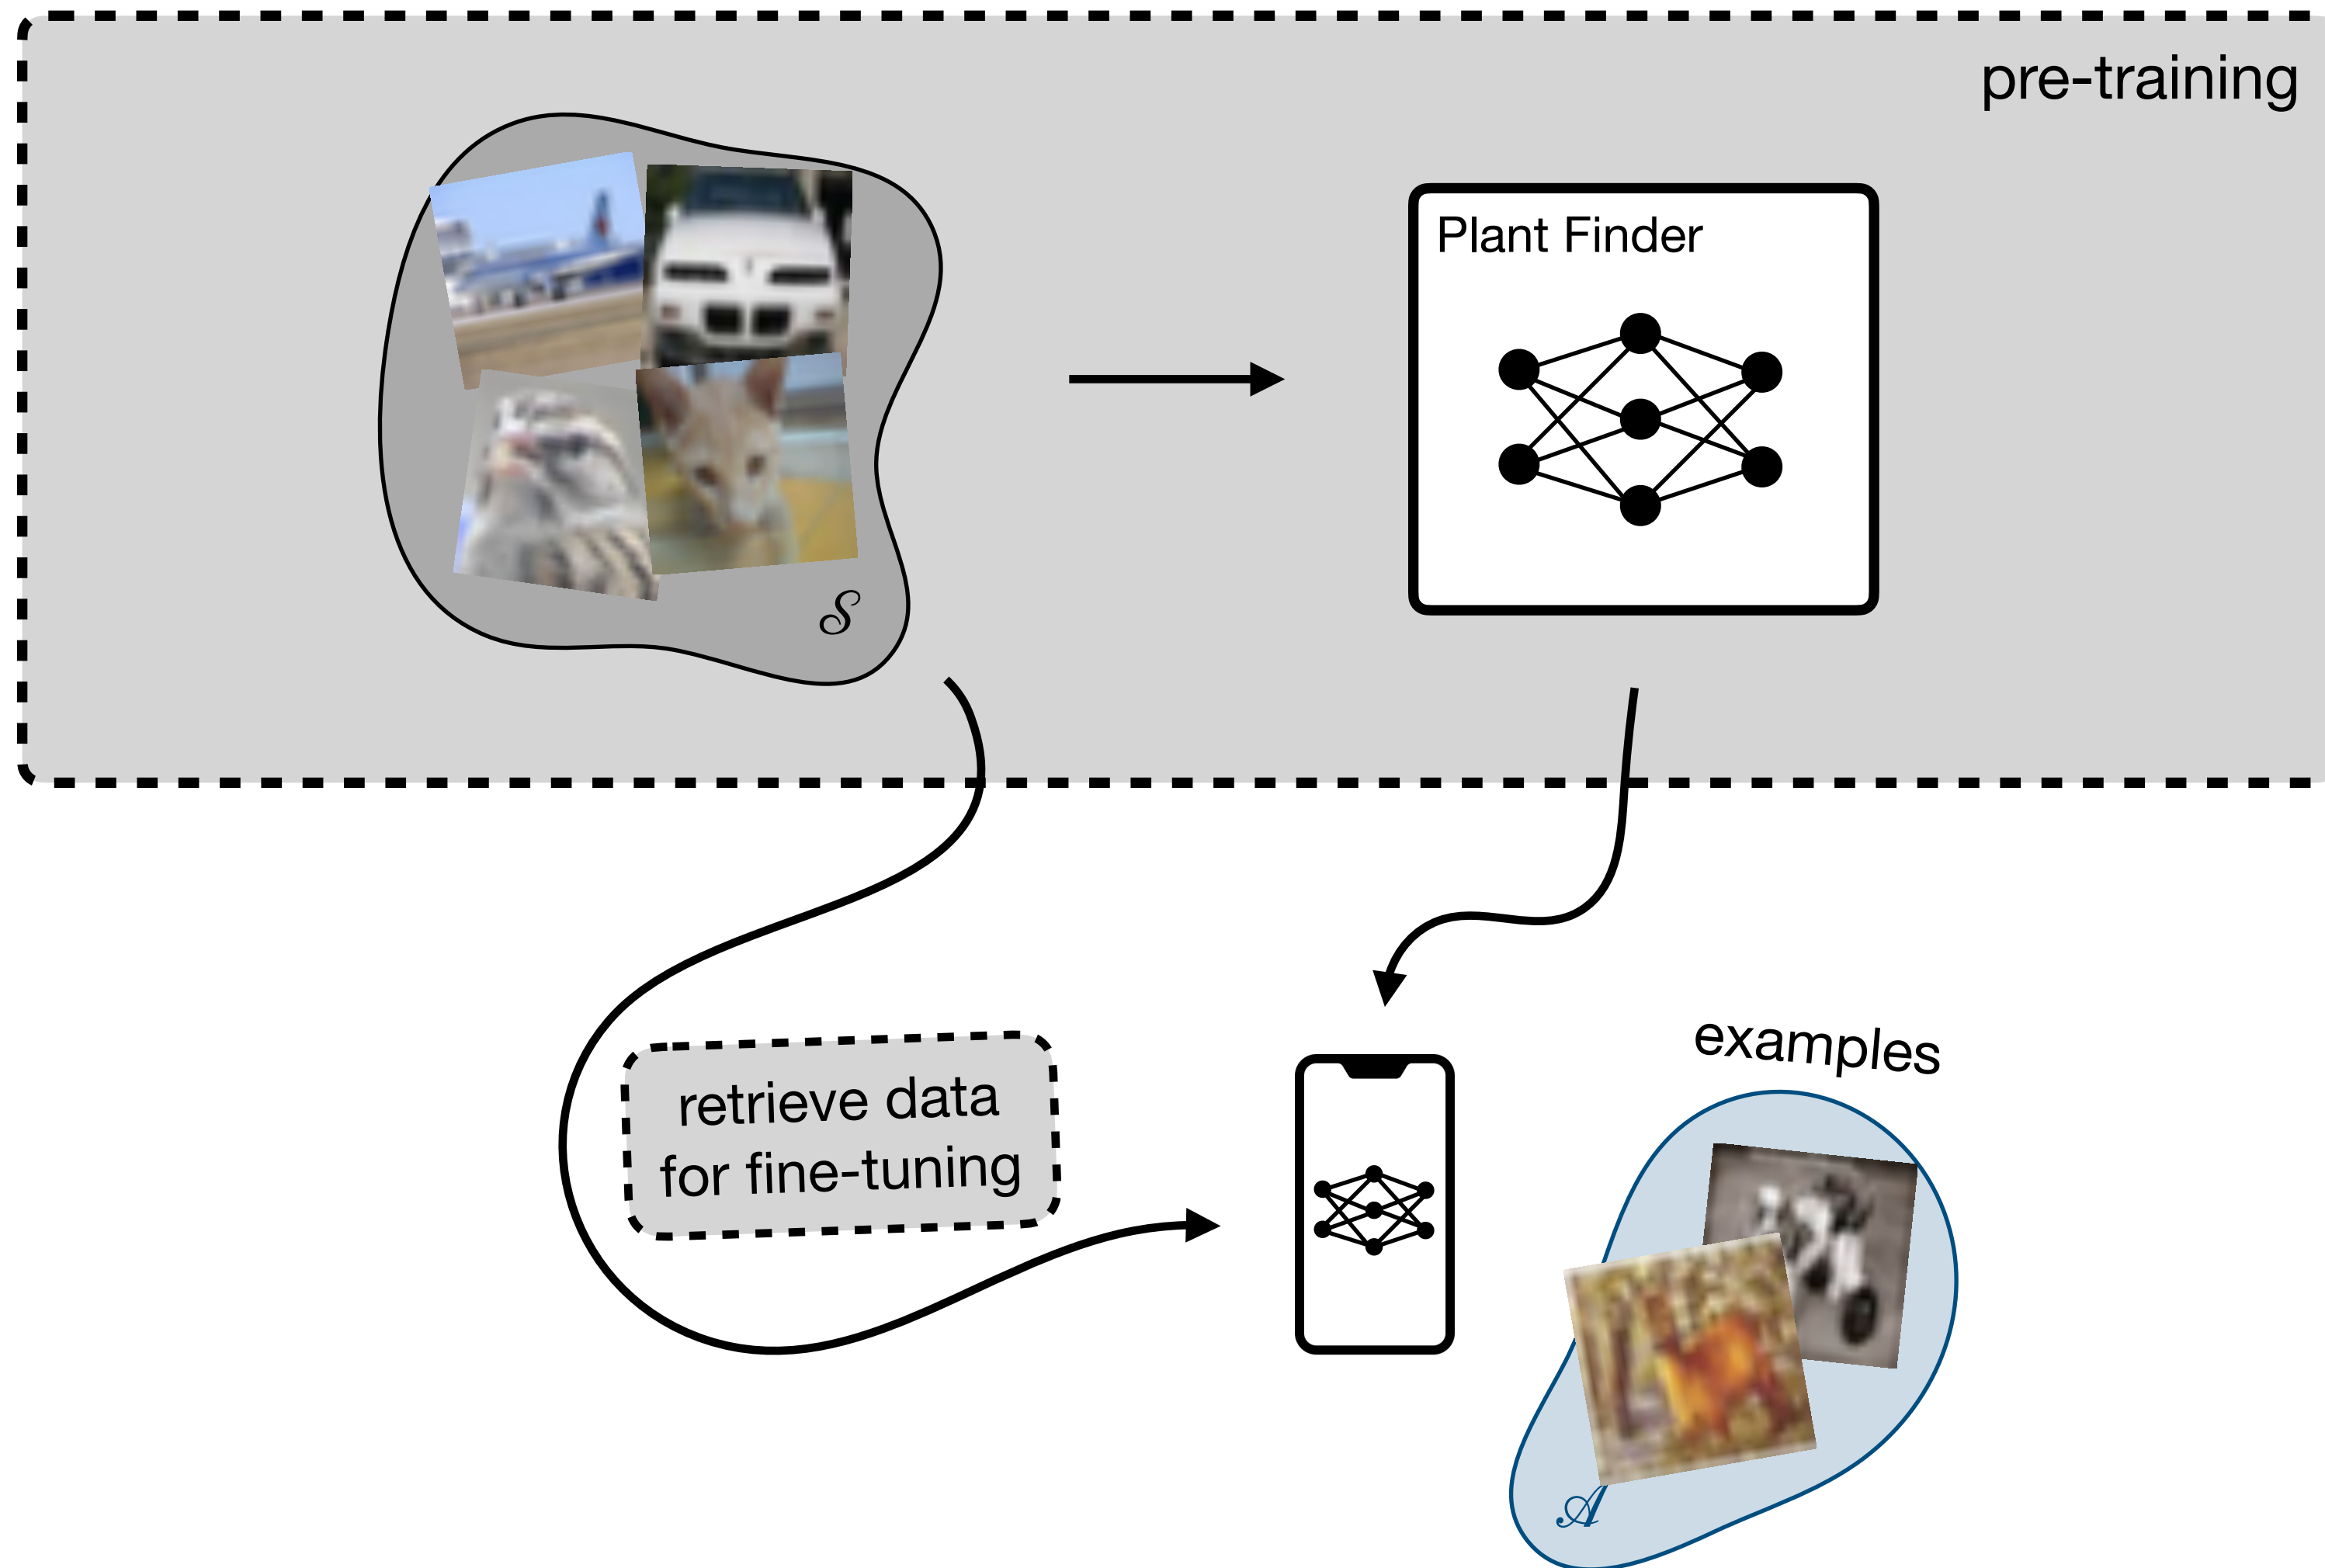 pre-training
Plant Finder
𝒮
examples
retrieve data
for fine-tuning
𝒜